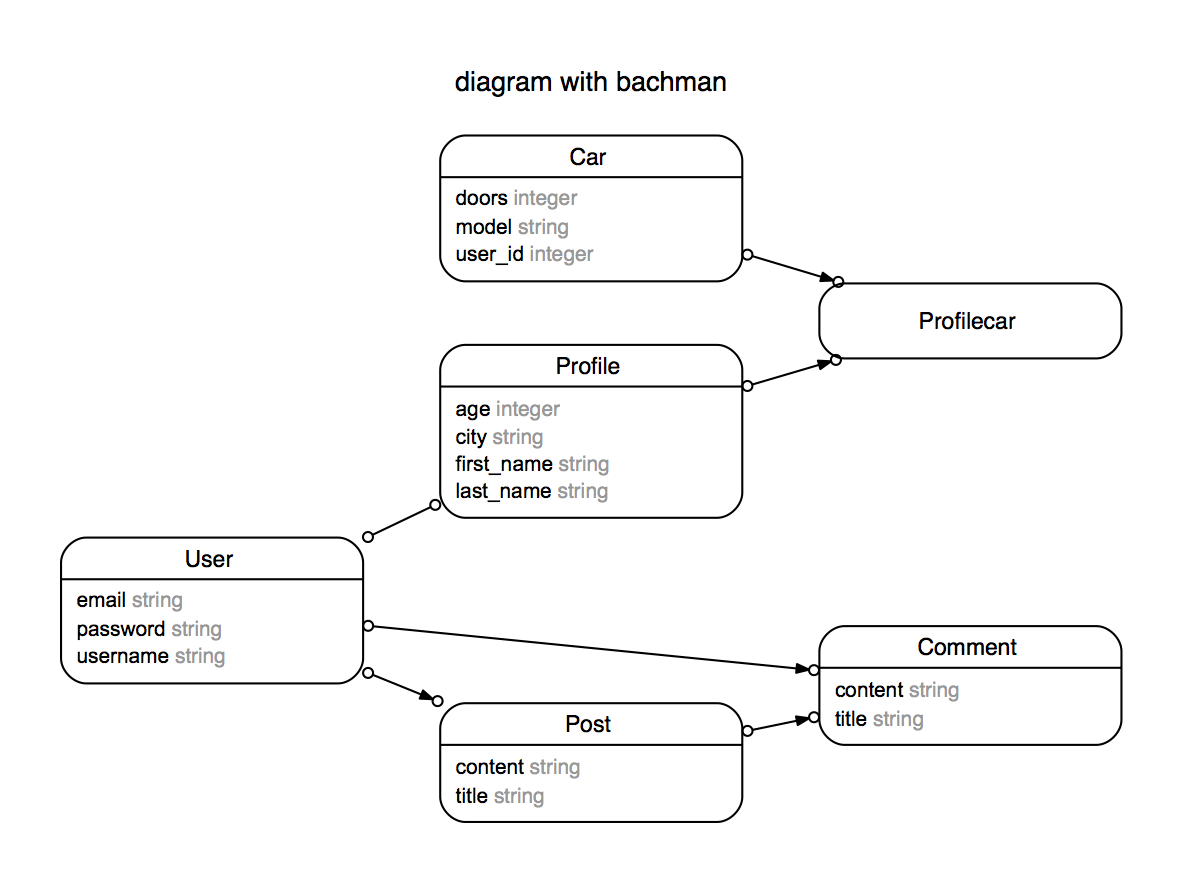 diagram with bachman
Car
doors integer
model string
user_id integer
Profilecar
Profile
age integer
city string
first_name string
last_name string
User
email string
password string
username string
Comment
content string
title string
Post
content string
title string